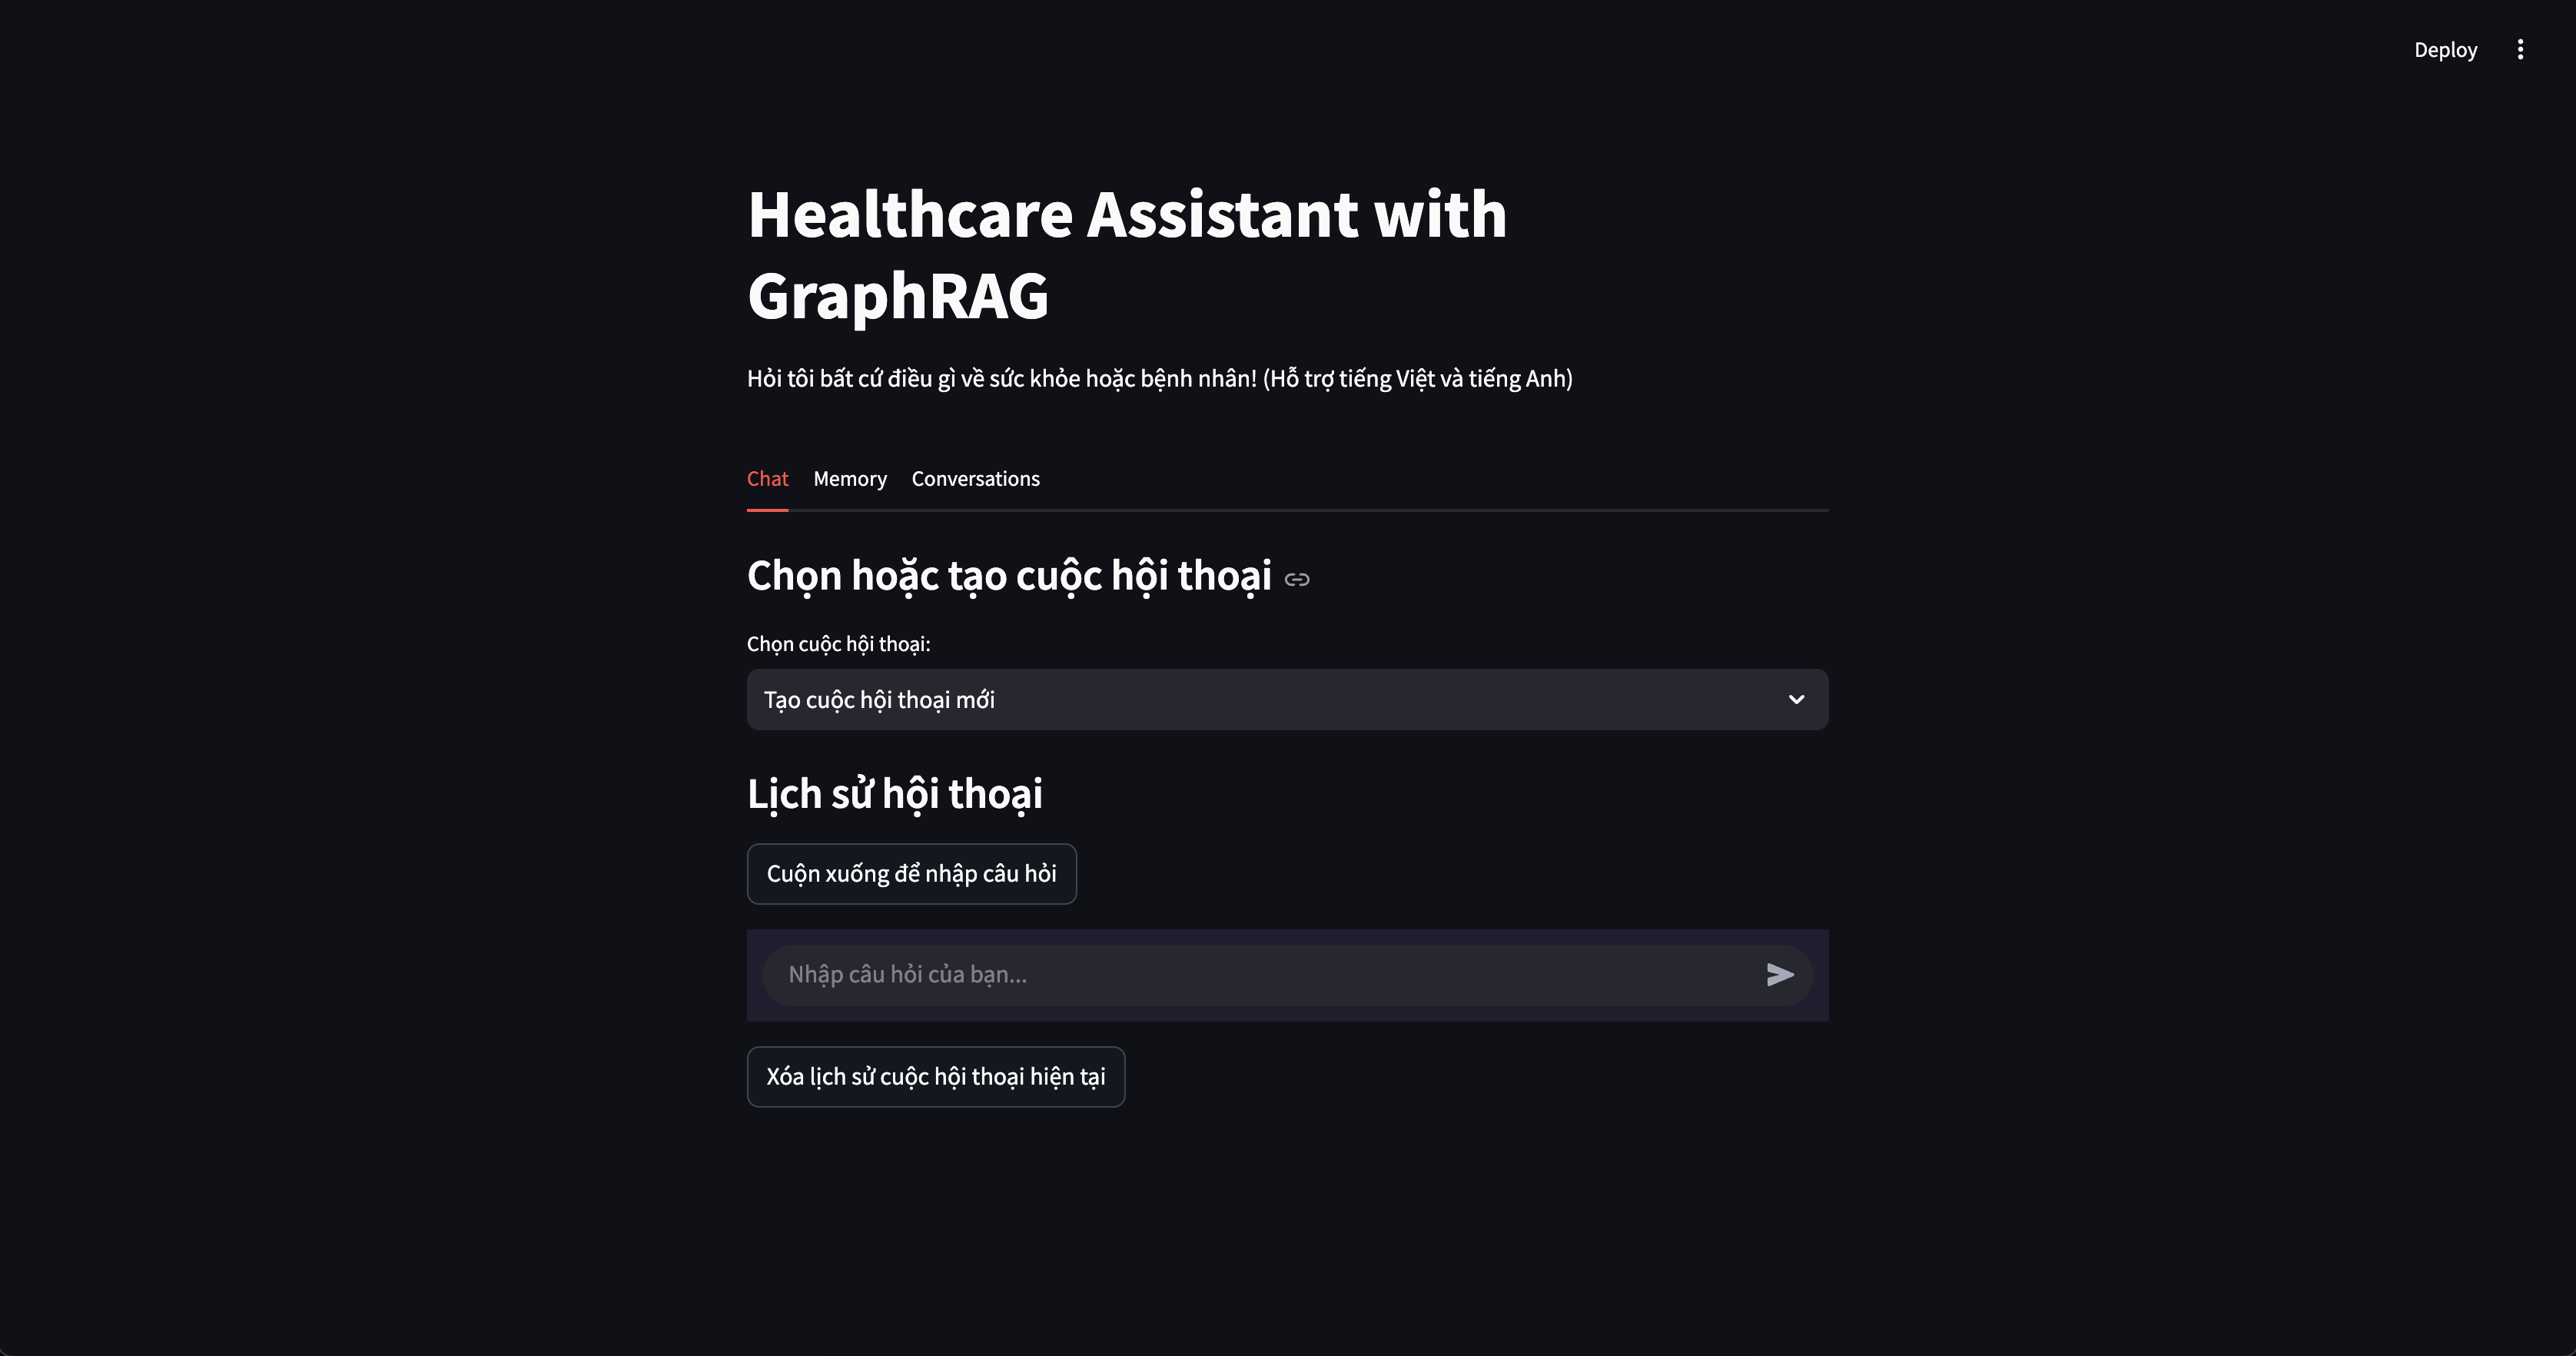 Deploy
Healthcare Assistant with
GraphRAG
Hỏi tôi bất cứ điều gì về sức khỏe hoặc bệnh nhân! (Hỗ trợ tiếng Việt và tiếng Anh)
Chat Memory Conversations
Chọn hoặc tạo cuộc hội thoại
Chọn cuộc hội thoại:
Tạo cuộc hội thoại mới
Lịch sử hội thoại
Cuộn xuống để nhập câu hỏi
Nhập câu hỏi của bạn...
Xóa lịch sử cuộc hội thoại hiện tại